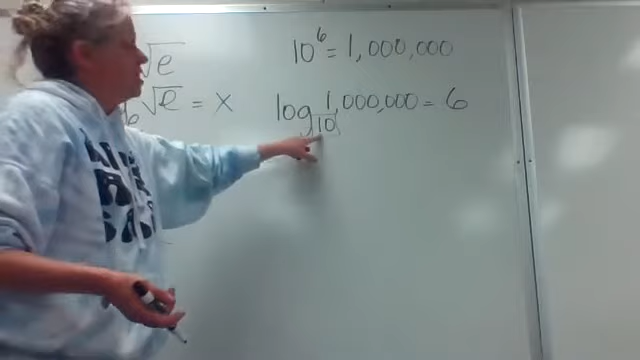 √e
√e = x
10⁶ = 1,000,000
log₁₀ 1,000,000 = 6